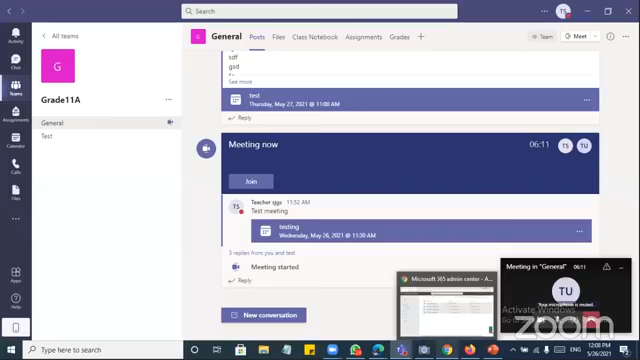 Search
TS
Activity
Chat
Teams
Assignments
Calendar
Calls
Files
Apps
Help
All teams
G
Grade11A
General
Test
G
General
Posts
Files
Class Notebook
Assignments
Grades
Team
Meet
sdf
gsd
See more
test
Thursday, May 27, 2021 @ 11:00 AM
Reply
Meeting now
06:11
TS
TU
Join
TS
Teacher sjgs 11:52 AM
Test meeting
testing
Wednesday, May 26, 2021 @ 11:30 AM
3 replies from you and test
Meeting started
Reply
New conversation
Microsoft 365 admin center - A...
Meeting in "General"
06:11
TU
Your microphone is muted.
Activate Windows
zoom
Type here to search
ENG
12:03 PM
5/26/2021